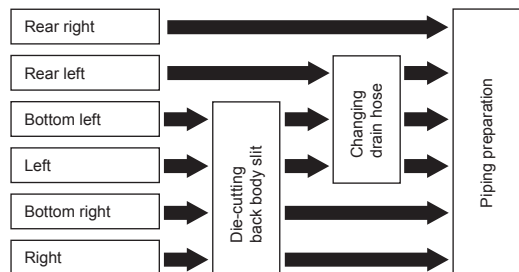 Rear right
Rear left
Bottom left
Left
Bottom right
Right
Die-cutting
back body slit
Changing
drain hose
Piping preparation